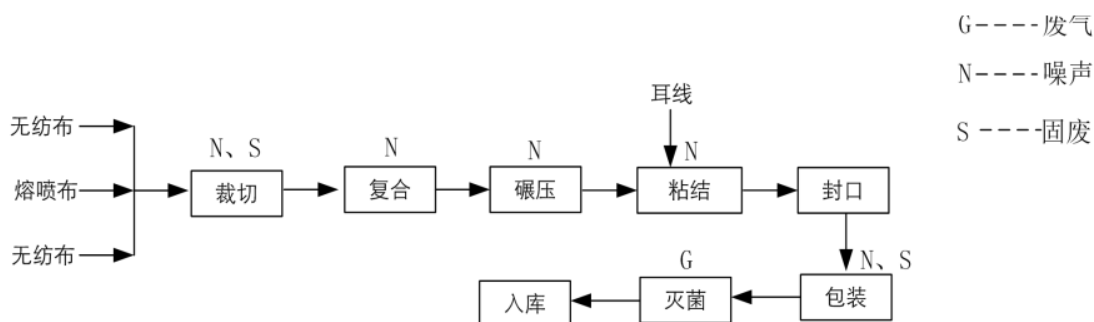 G----废气
N----噪声
S ----固废
耳线
无纺布
熔喷布
无纺布
N、S
N
N
N
裁切
复合
碾压
粘结
封口
N、S
G
入库
灭菌
包装